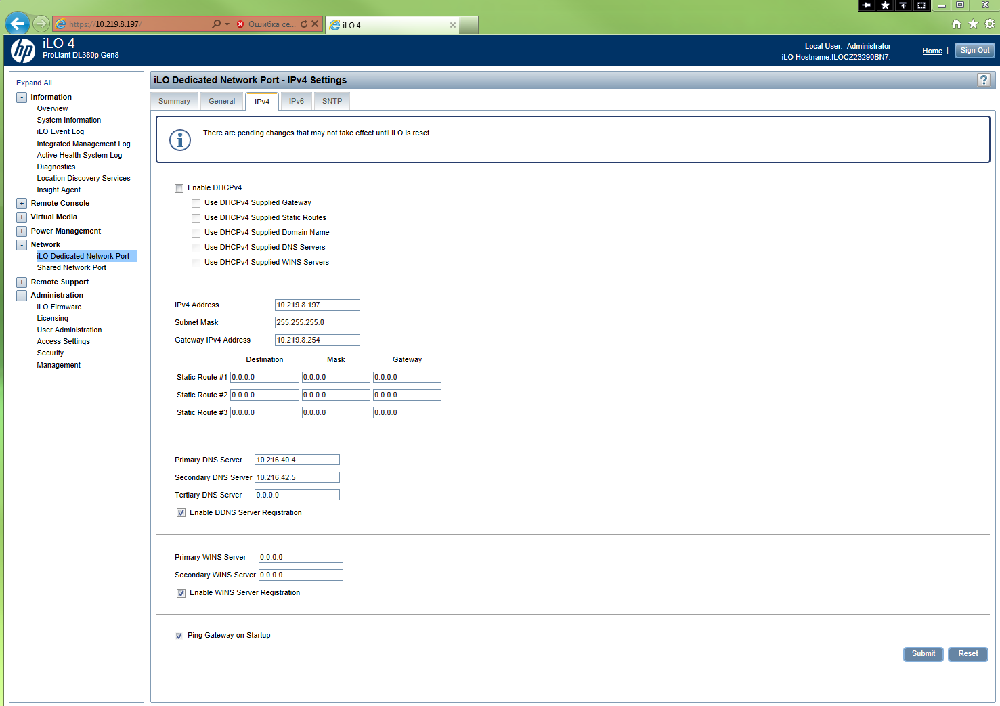 https://10.219.8.197/
Ошибка се...
iLO 4
hp
iLO 4
ProLiant DL380p Gen8
Local User: Administrator
iLO Hostname:ILOCZ23290BN7.
Home |
Sign Out
Expand All
- Information
Overview
System Information
iLO Event Log
Integrated Management Log
Active Health System Log
Diagnostics
Location Discovery Services
Insight Agent
+ Remote Console
+ Virtual Media
+ Power Management
- Network
iLO Dedicated Network Port
Shared Network Port
+ Remote Support
- Administration
iLO Firmware
Licensing
User Administration
Access Settings
Security
Management
iLO Dedicated Network Port - IPv4 Settings
?
Summary General IPv4 IPv6 SNTP
There are pending changes that may not take effect until iLO is reset.
Enable DHCPv4
Use DHCPv4 Supplied Gateway
Use DHCPv4 Supplied Static Routes
Use DHCPv4 Supplied Domain Name
Use DHCPv4 Supplied DNS Servers
Use DHCPv4 Supplied WINS Servers
IPv4 Address 10.219.8.197
Subnet Mask 255.255.255.0
Gateway IPv4 Address 10.219.8.254
Destination Mask Gateway
Static Route #1 0.0.0.0 0.0.0.0 0.0.0.0
Static Route #2 0.0.0.0 0.0.0.0 0.0.0.0
Static Route #3 0.0.0.0 0.0.0.0 0.0.0.0
Primary DNS Server 10.216.40.4
Secondary DNS Server 10.216.42.5
Tertiary DNS Server 0.0.0.0
Enable DDNS Server Registration
Primary WINS Server 0.0.0.0
Secondary WINS Server 0.0.0.0
Enable WINS Server Registration
Ping Gateway on Startup
Submit Reset